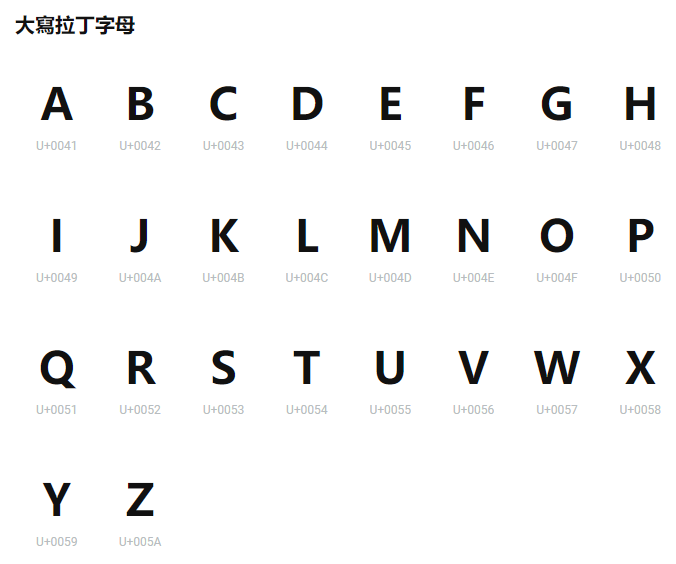 大寫拉丁字母
A B C D E F G H
U+0041 U+0042 U+0043 U+0044 U+0045 U+0046 U+0047 U+0048
I J K L M N O P
U+0049 U+004A U+004B U+004C U+004D U+004E U+004F U+0050
Q R S T U V W X
U+0051 U+0052 U+0053 U+0054 U+0055 U+0056 U+0057 U+0058
Y Z
U+0059 U+005A